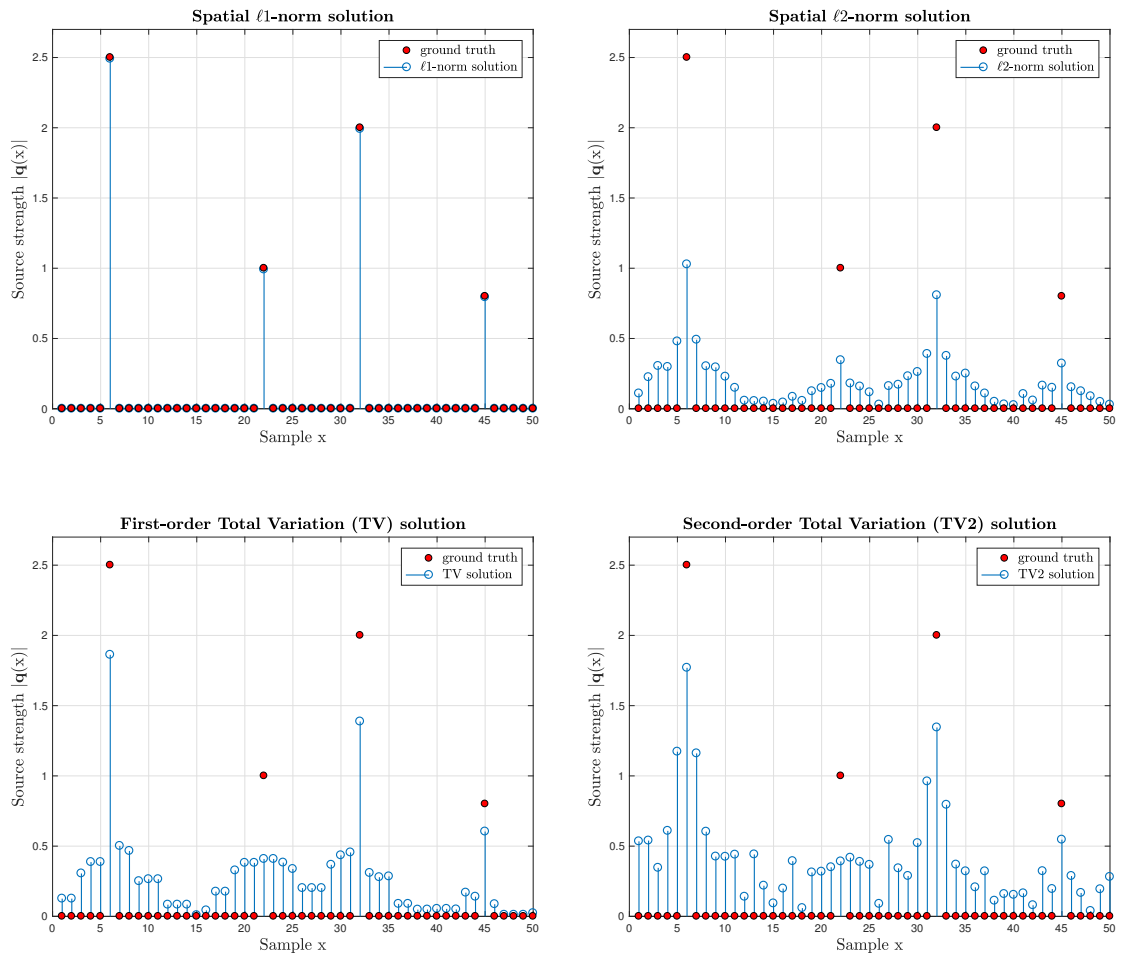 Spatial ℓ1-norm solution
ground truth
ℓ1-norm solution
Source strength |q(x)|
2.5
2
1.5
1
0.5
0
0 5 10 15 20 25 30 35 40 45 50
Sample x
Spatial ℓ2-norm solution
ground truth
ℓ2-norm solution
Source strength |q(x)|
2.5
2
1.5
1
0.5
0
0 5 10 15 20 25 30 35 40 45 50
Sample x
First-order Total Variation (TV) solution
ground truth
TV solution
Source strength |q(x)|
2.5
2
1.5
1
0.5
0
0 5 10 15 20 25 30 35 40 45 50
Sample x
Second-order Total Variation (TV2) solution
ground truth
TV2 solution
Source strength |q(x)|
2.5
2
1.5
1
0.5
0
0 5 10 15 20 25 30 35 40 45 50
Sample x